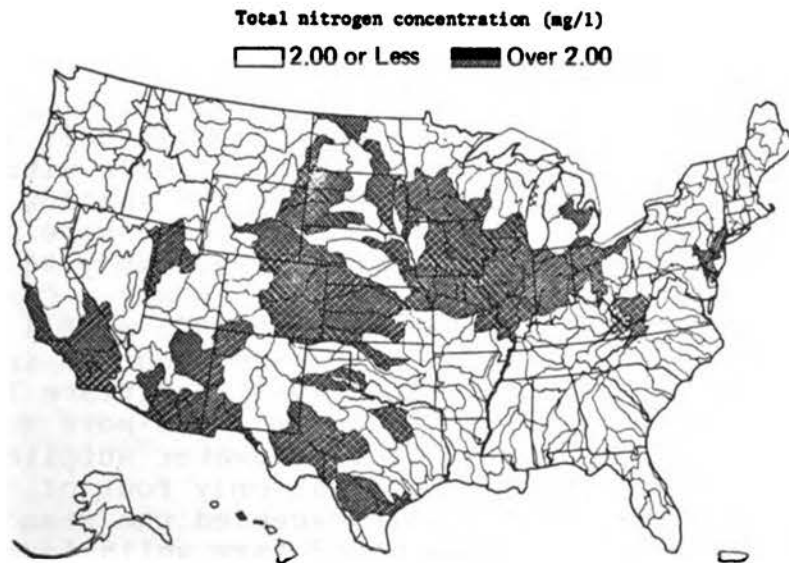 Total nitrogen concentration (mg/l)
2.00 or Less Over 2.00